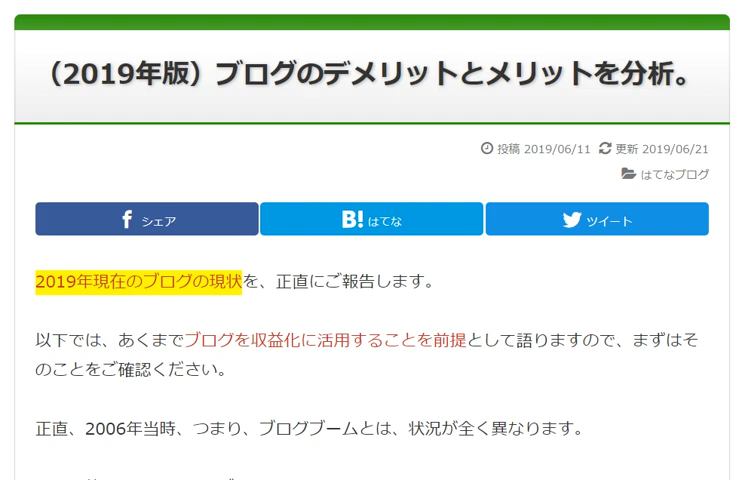 （2019年版）ブログのデメリットとメリットを分析。
投稿 2019/06/11 更新 2019/06/21
はてなブログ
f シェア B! はてな ツイート
2019年現在のブログの現状を、正直にご報告します。
以下では、あくまでブログを収益化に活用することを前提として語りますので、まずはそ
のことをご確認ください。
正直、2006年当時、つまり、ブログブームとは、状況が全く異なります。